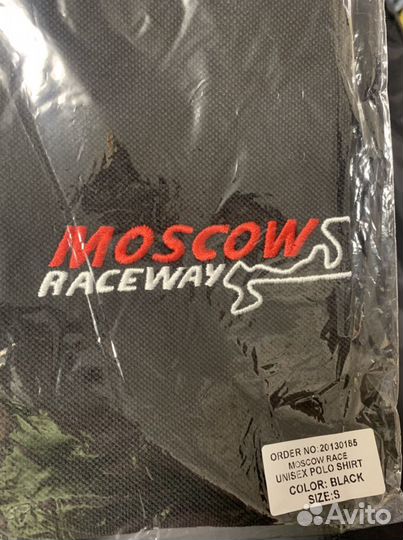 MOSCOW
RACEWAY
ORDER NO:20130185
MOSCOW RACE
UNISEX POLO SHIRT
COLOR: BLACK
SIZE:S
Avito